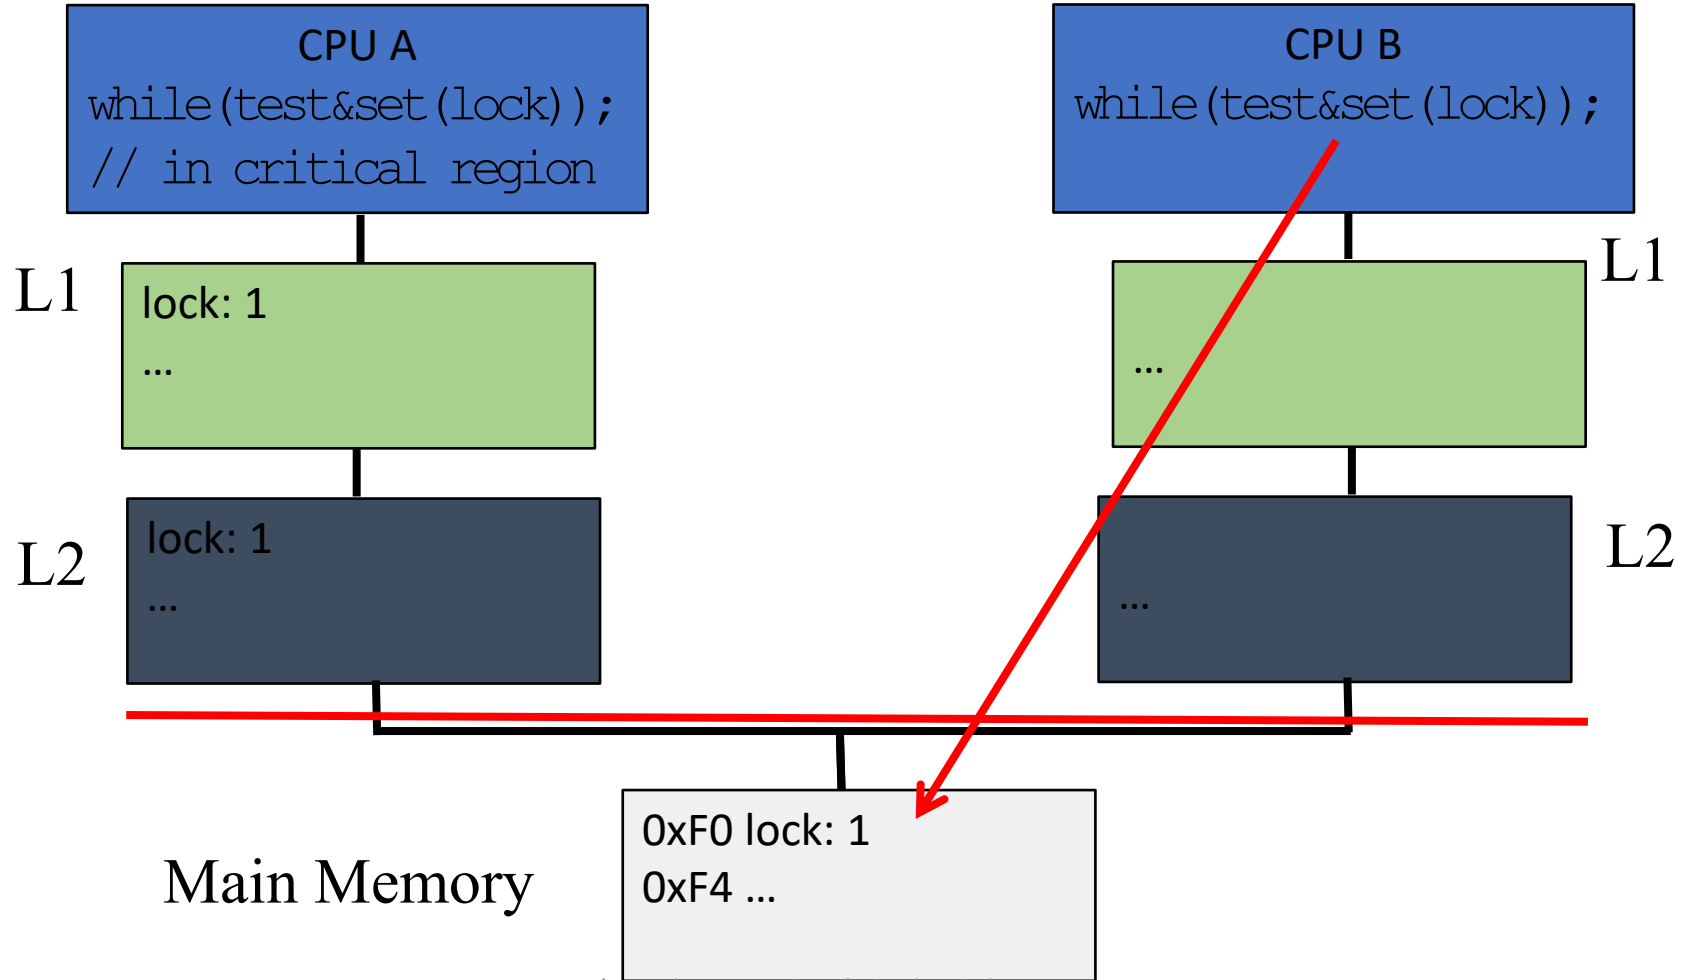 CPU A
while(test&set(lock));
// in critical region
CPU B
while(test&set(lock));
L1
lock: 1
...
L1
...
L2
lock: 1
...
L2
...
Main Memory
0xF0 lock: 1
0xF4 ...